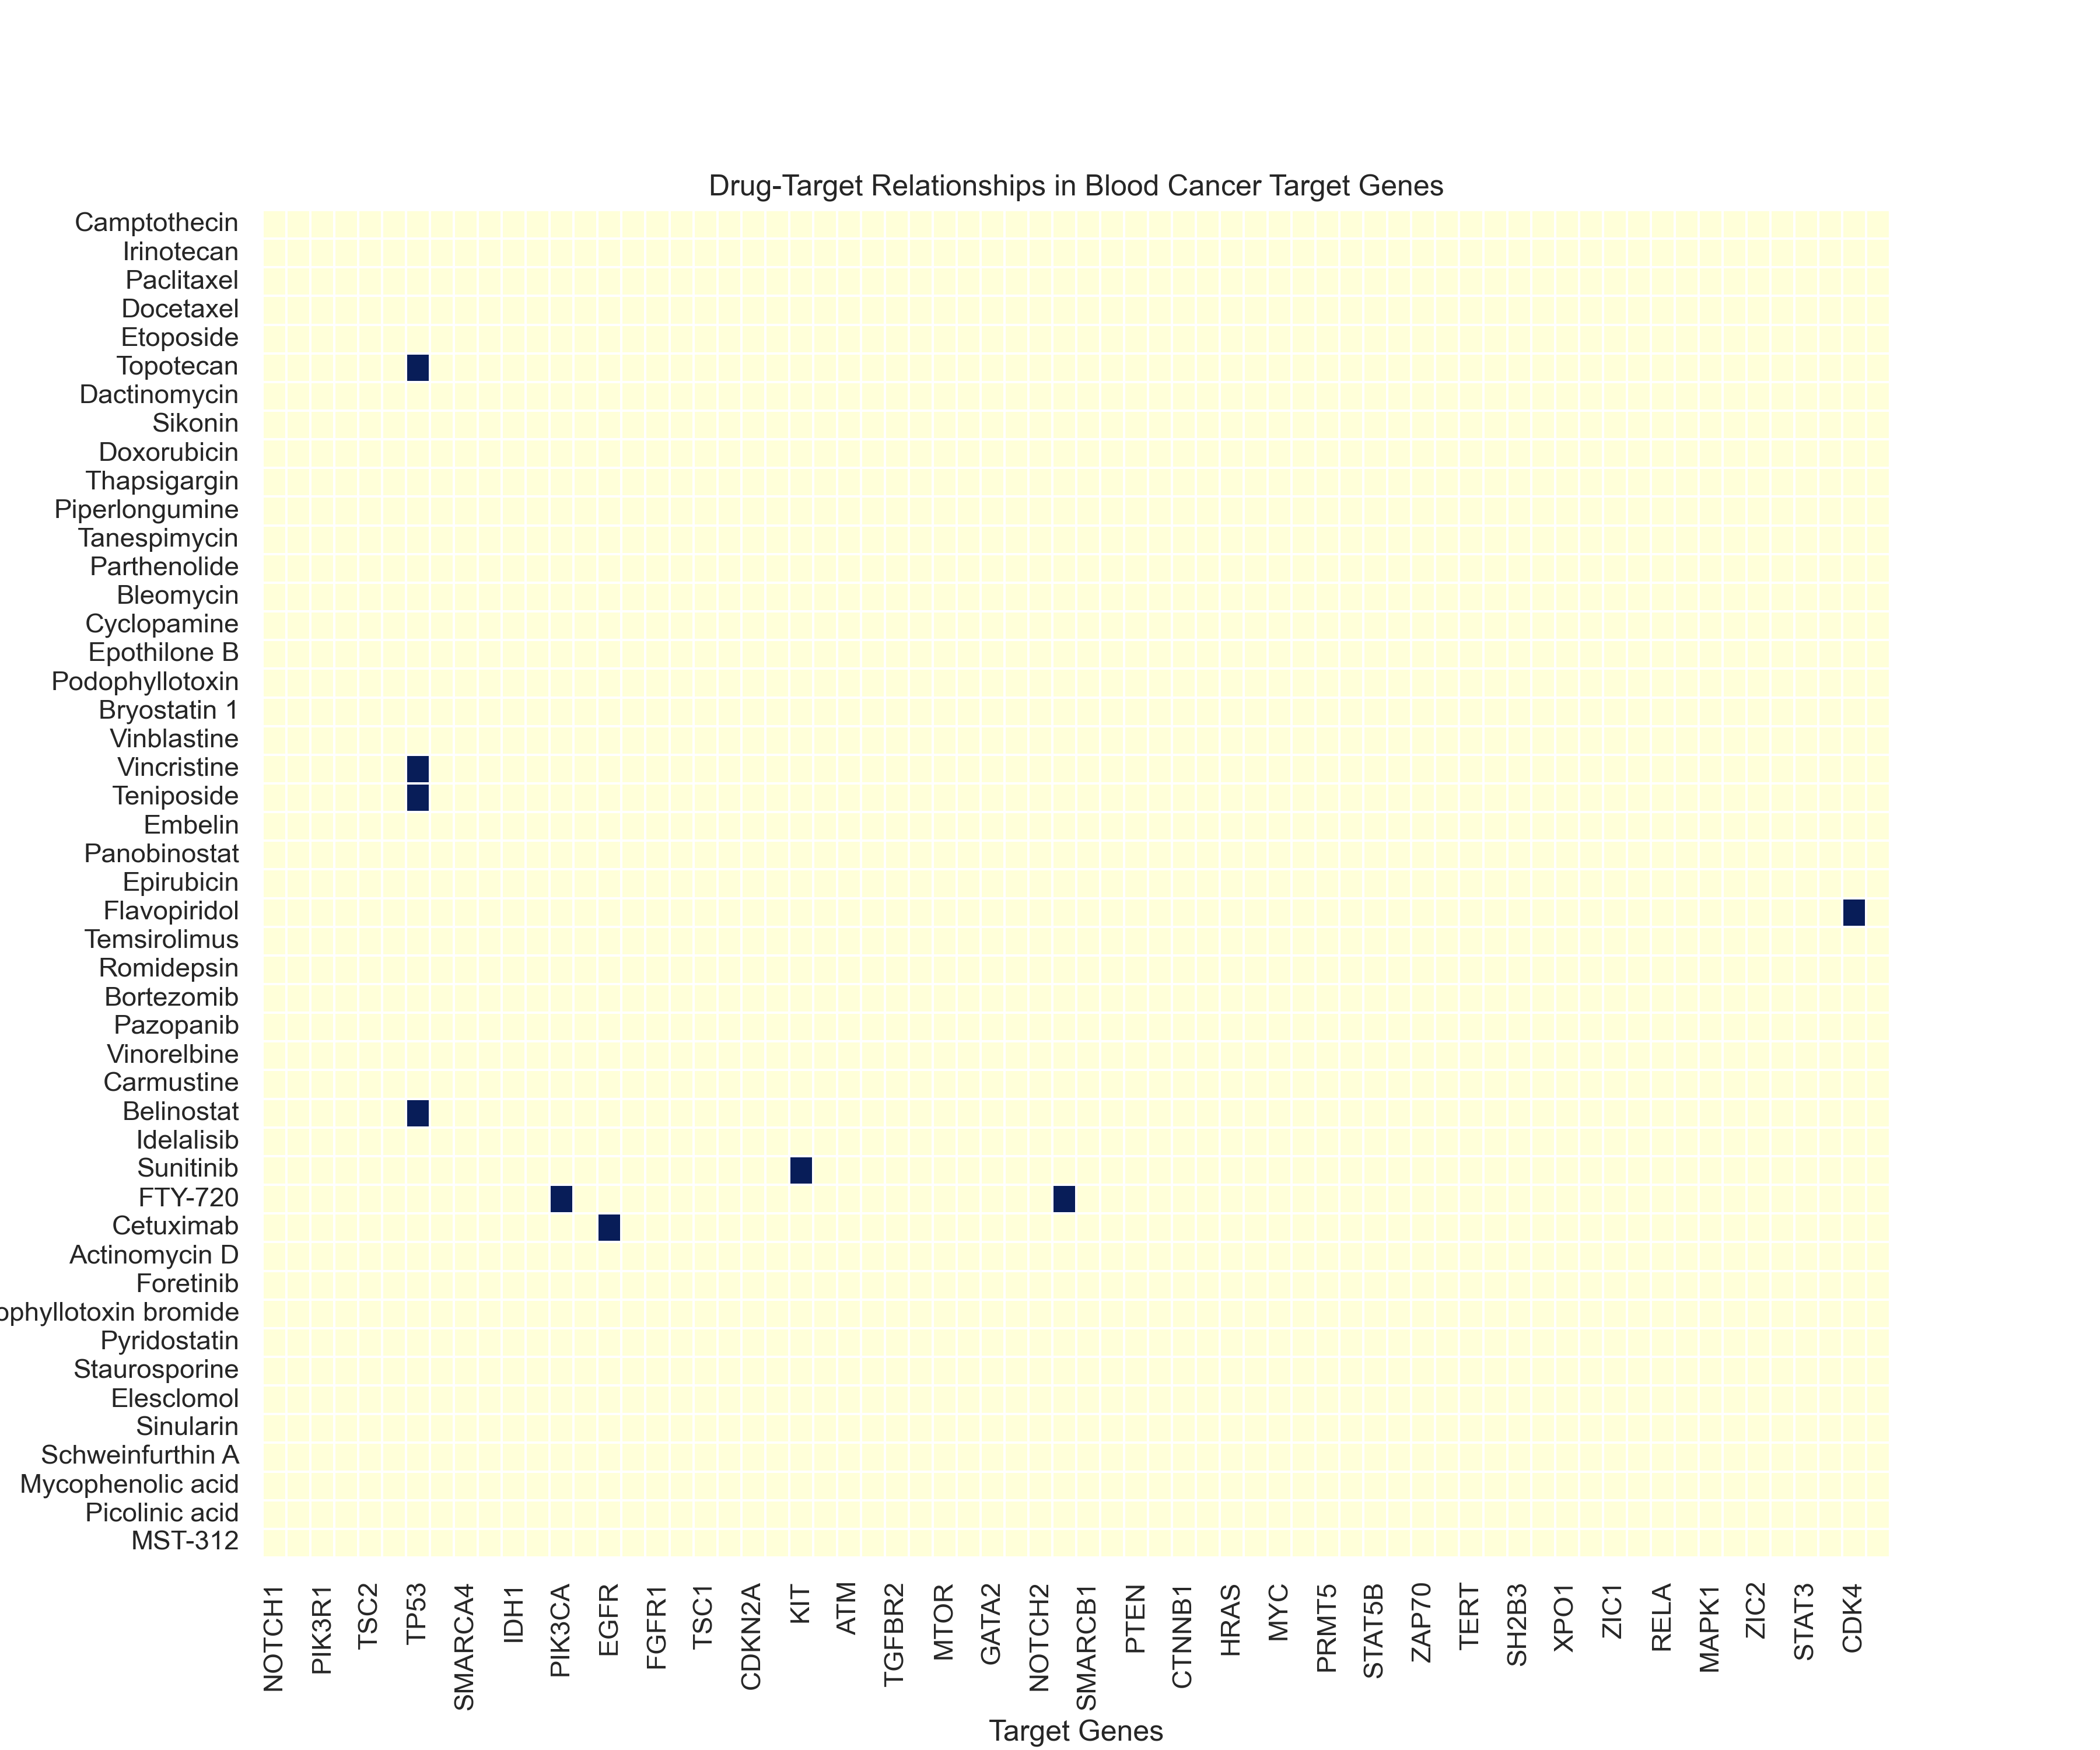 Drug-Target Relationships in Blood Cancer Target Genes
Camptothecin
Irinotecan
Paclitaxel
Docetaxel
Etoposide
Topotecan
Dactinomycin
Sikonin
Doxorubicin
Thapsigargin
Piperlongumine
Tanespimycin
Parthenolide
Bleomycin
Cyclopamine
Epothilone B
Podophyllotoxin
Bryostatin 1
Vinblastine
Vincristine
Teniposide
Embelin
Panobinostat
Epirubicin
Flavopiridol
Temsirolimus
Romidepsin
Bortezomib
Pazopanib
Vinorelbine
Carmustine
Belinostat
Idelalisib
Sunitinib
FTY-720
Cetuximab
Actinomycin D
Foretinib
ophyllotoxin bromide
Pyridostatin
Staurosporine
Elesclomol
Sinularin
Schweinfurthin A
Mycophenolic acid
Picolinic acid
MST-312
NOTCH1
PIK3R1
TSC2
TP53
SMARCA4
IDH1
PIK3CA
EGFR
FGFR1
TSC1
CDKN2A
KIT
ATM
TGFBR2
MTOR
GATA2
NOTCH2
SMARCB1
PTEN
CTNNB1
HRAS
MYC
PRMT5
STAT5B
ZAP70
TERT
SH2B3
XPO1
ZIC1
RELA
MAPK1
ZIC2
STAT3
CDK4
Target Genes